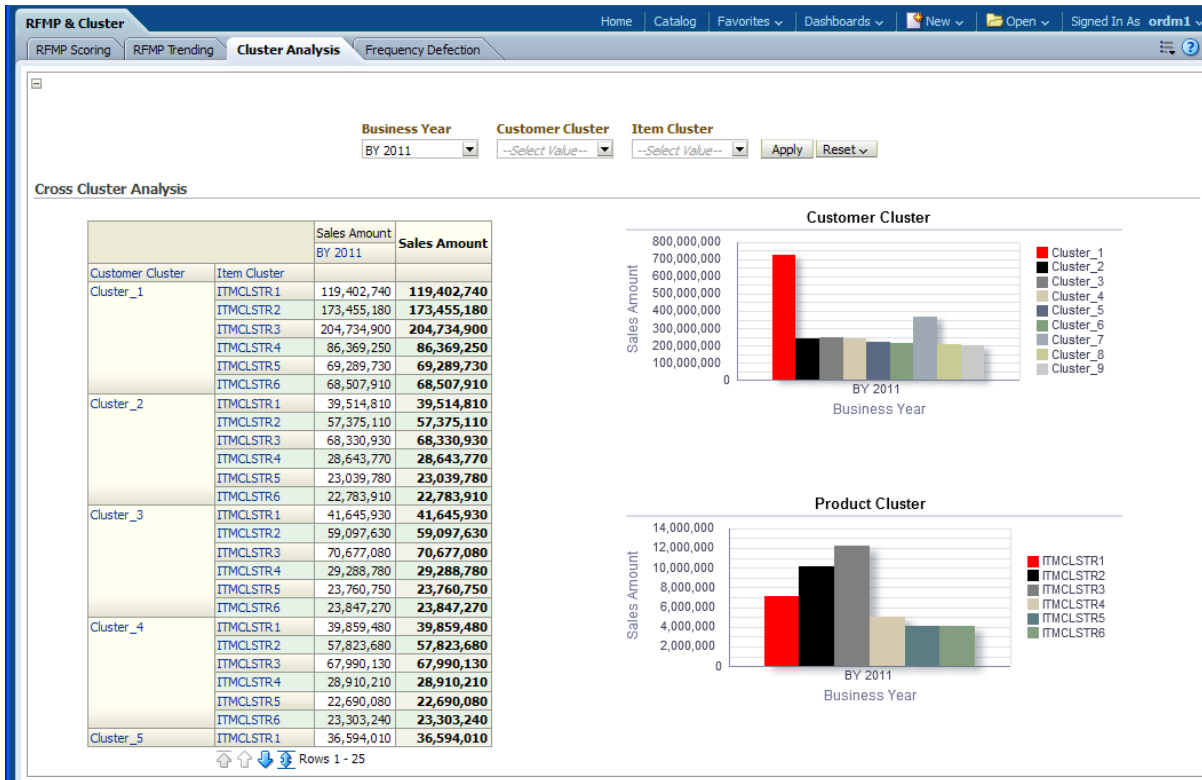 RFMP & Cluster
Home Catalog Favorites Dashboards New Open Signed In As ordm1
RFMP Scoring RFMP Trending Cluster Analysis Frequency Defection
Business Year Customer Cluster Item Cluster
BY 2011 --Select Value-- --Select Value-- Apply Reset
Cross Cluster Analysis
Sales Amount Sales Amount
BY 2011
Customer Cluster Item Cluster
Cluster_1 ITMCLSTR1 119,402,740 119,402,740
ITMCLSTR2 173,455,180 173,455,180
ITMCLSTR3 204,734,900 204,734,900
ITMCLSTR4 86,369,250 86,369,250
ITMCLSTR5 69,289,730 69,289,730
ITMCLSTR6 68,507,910 68,507,910
Cluster_2 ITMCLSTR1 39,514,810 39,514,810
ITMCLSTR2 57,375,110 57,375,110
ITMCLSTR3 68,330,930 68,330,930
ITMCLSTR4 28,643,770 28,643,770
ITMCLSTR5 23,039,780 23,039,780
ITMCLSTR6 22,783,910 22,783,910
Cluster_3 ITMCLSTR1 41,645,930 41,645,930
ITMCLSTR2 59,097,630 59,097,630
ITMCLSTR3 70,677,080 70,677,080
ITMCLSTR4 29,288,780 29,288,780
ITMCLSTR5 23,760,750 23,760,750
ITMCLSTR6 23,847,270 23,847,270
Cluster_4 ITMCLSTR1 39,859,480 39,859,480
ITMCLSTR2 57,823,680 57,823,680
ITMCLSTR3 67,990,130 67,990,130
ITMCLSTR4 28,910,210 28,910,210
ITMCLSTR5 22,690,080 22,690,080
ITMCLSTR6 23,303,240 23,303,240
Cluster_5 ITMCLSTR1 36,594,010 36,594,010
Rows 1 - 25
Customer Cluster
Sales Amount
800,000,000
700,000,000
600,000,000
500,000,000
400,000,000
300,000,000
200,000,000
100,000,000
0
BY 2011
Business Year
Cluster_1
Cluster_2
Cluster_3
Cluster_4
Cluster_5
Cluster_6
Cluster_7
Cluster_8
Cluster_9
Product Cluster
Sales Amount
14,000,000
12,000,000
10,000,000
8,000,000
6,000,000
4,000,000
2,000,000
0
BY 2011
Business Year
ITMCLSTR1
ITMCLSTR2
ITMCLSTR3
ITMCLSTR4
ITMCLSTR5
ITMCLSTR6